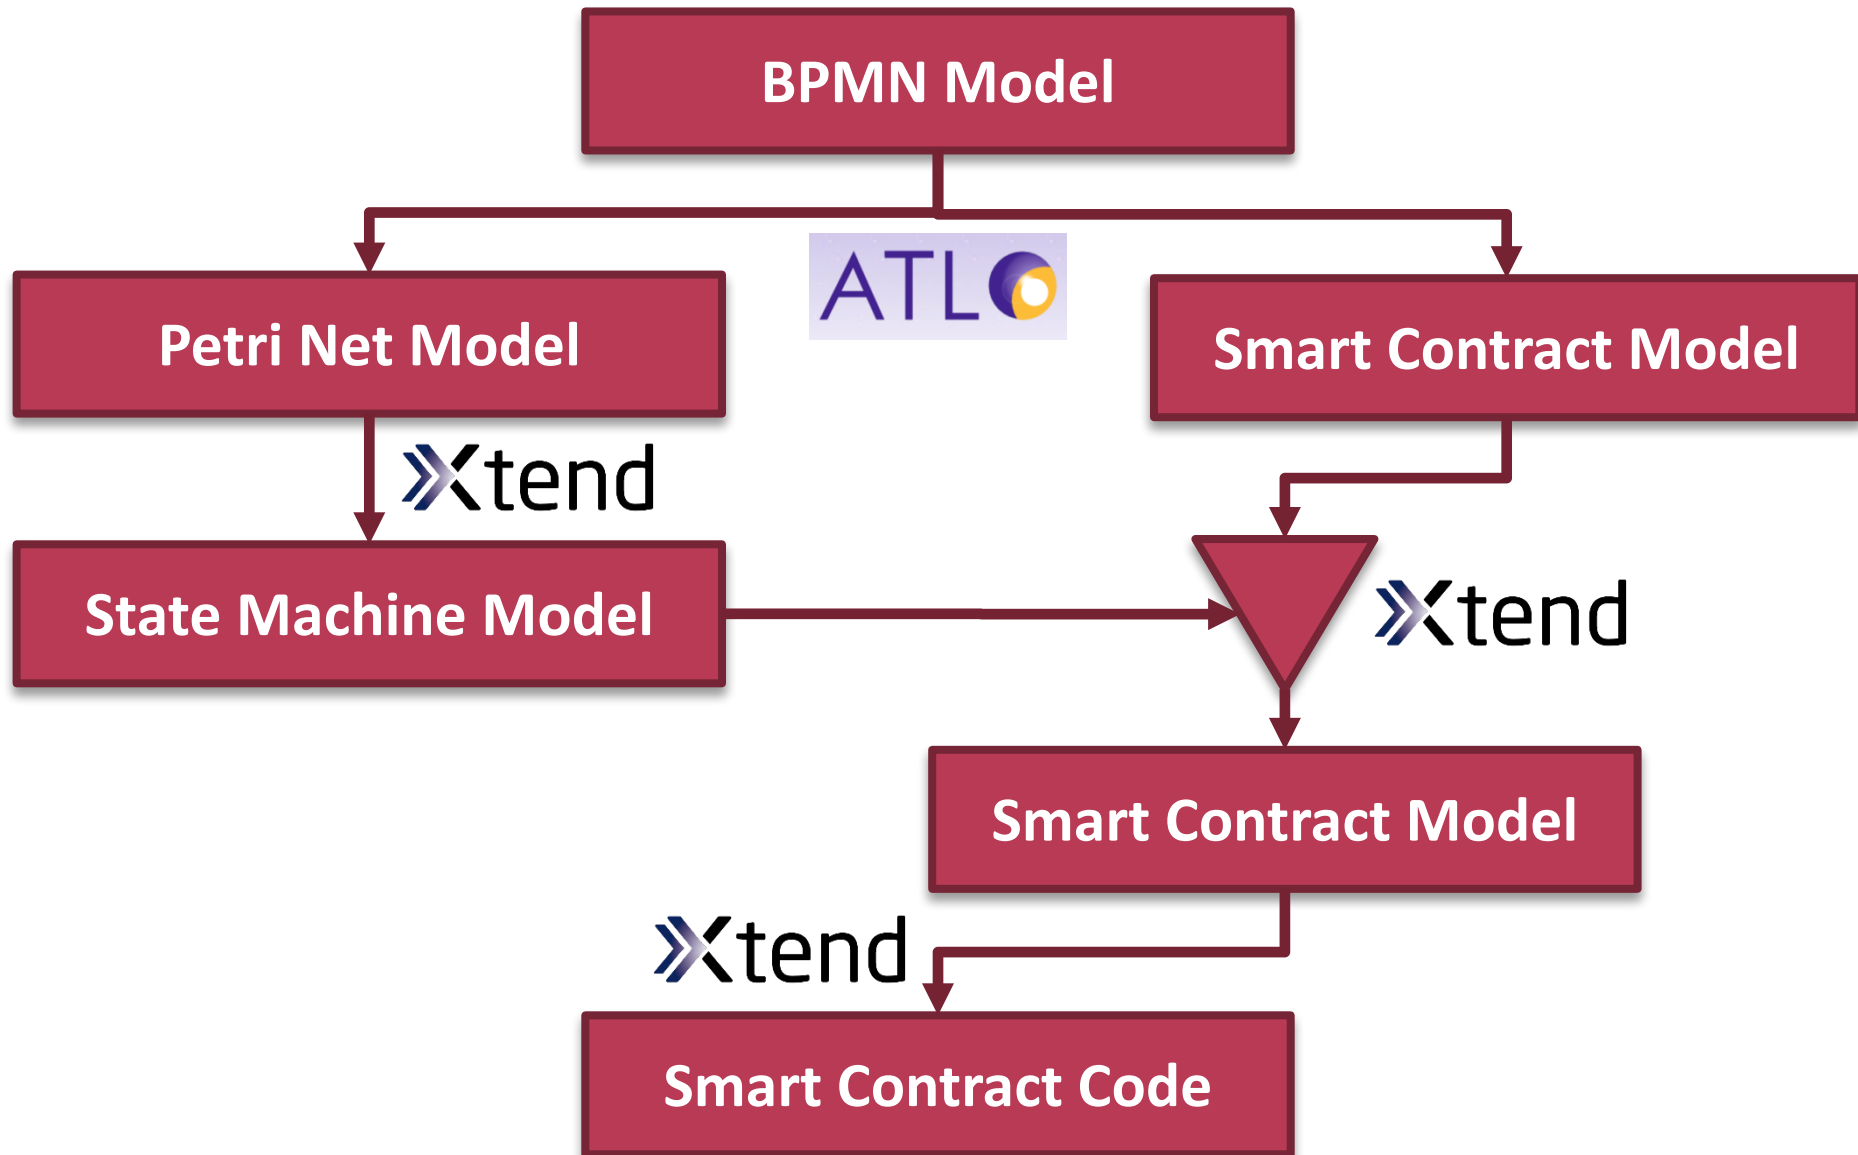 BPMN Model
ATL
Petri Net Model
Smart Contract Model
Xtend
State Machine Model
Xtend
Smart Contract Model
Xtend
Smart Contract Code